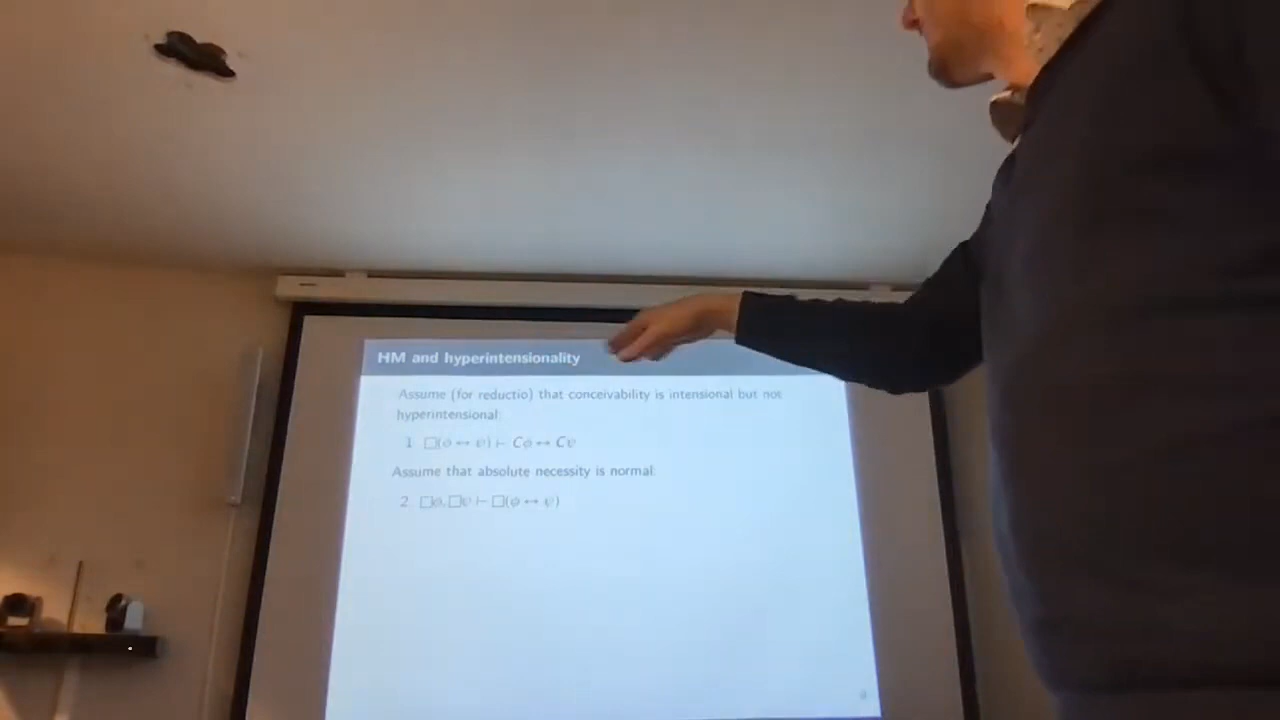 HM and hyperintensionality
Assume (for reductio) that conceivability is intensional but not
hyperintensional:
1. □(φ ↔ ψ) ⊢ Cφ ↔ Cψ
Assume that absolute necessity is normal:
2. □φ, □ψ ⊢ □(φ ↔ ψ)